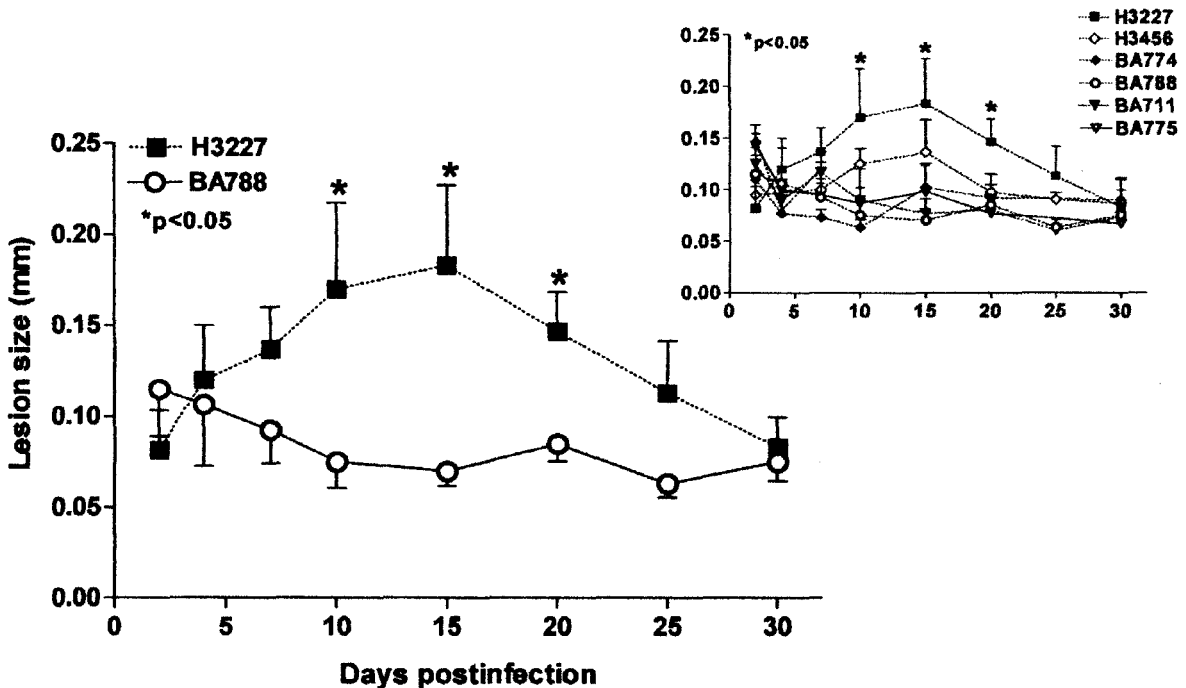 H3227
BA788
*p<0.05
* * *
Lesion size (mm)
0.25
0.20
0.15
0.10
0.05
0.00
0 5 10 15 20 25 30
Days postinfection
*p<0.05
* * *
H3227
H3456
BA774
BA788
BA711
BA775
0.25
0.20
0.15
0.10
0.05
0.00
0 5 10 15 20 25 30